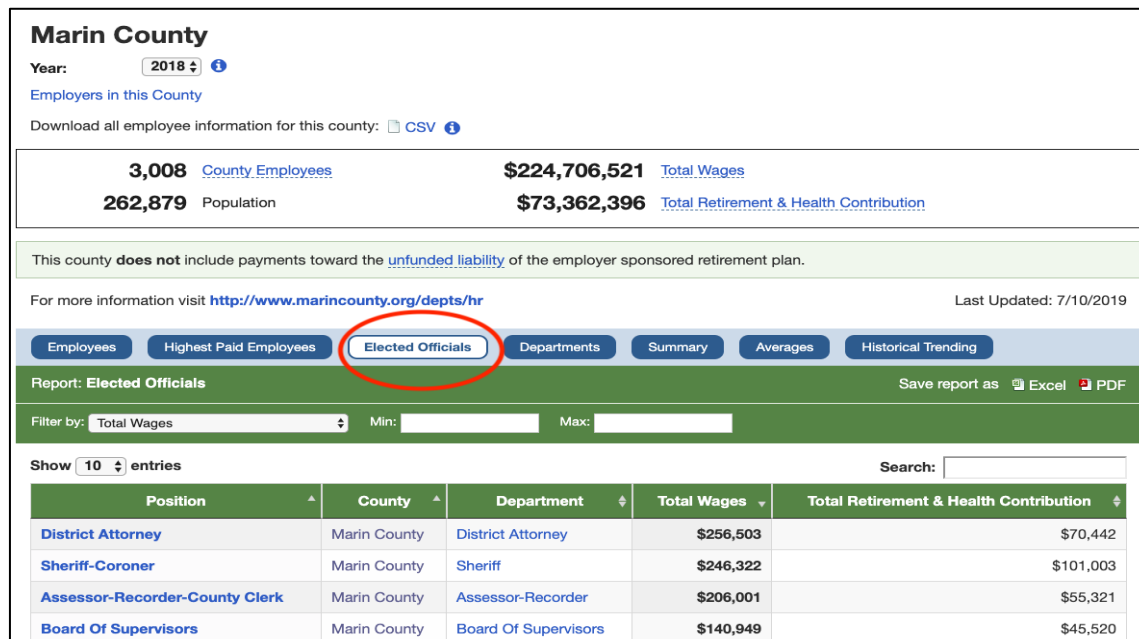 Marin County
Year: 2018
Employers in this County
Download all employee information for this county: CSV
3,008 County Employees $224,706,521 Total Wages
262,879 Population $73,362,396 Total Retirement & Health Contribution
This county does not include payments toward the unfunded liability of the employer sponsored retirement plan.
For more information visit http://www.marincounty.org/depts/hr Last Updated: 7/10/2019
Employees Highest Paid Employees Elected Officials Departments Summary Averages Historical Trending
Report: Elected Officials Save report as Excel PDF
Filter by: Total Wages Min: Max:
Show 10 entries Search:
Position County Department Total Wages Total Retirement & Health Contribution
District Attorney Marin County District Attorney $256,503 $70,442
Sheriff-Coroner Marin County Sheriff $246,322 $101,003
Assessor-Recorder-County Clerk Marin County Assessor-Recorder $206,001 $55,321
Board Of Supervisors Marin County Board Of Supervisors $140,949 $45,520